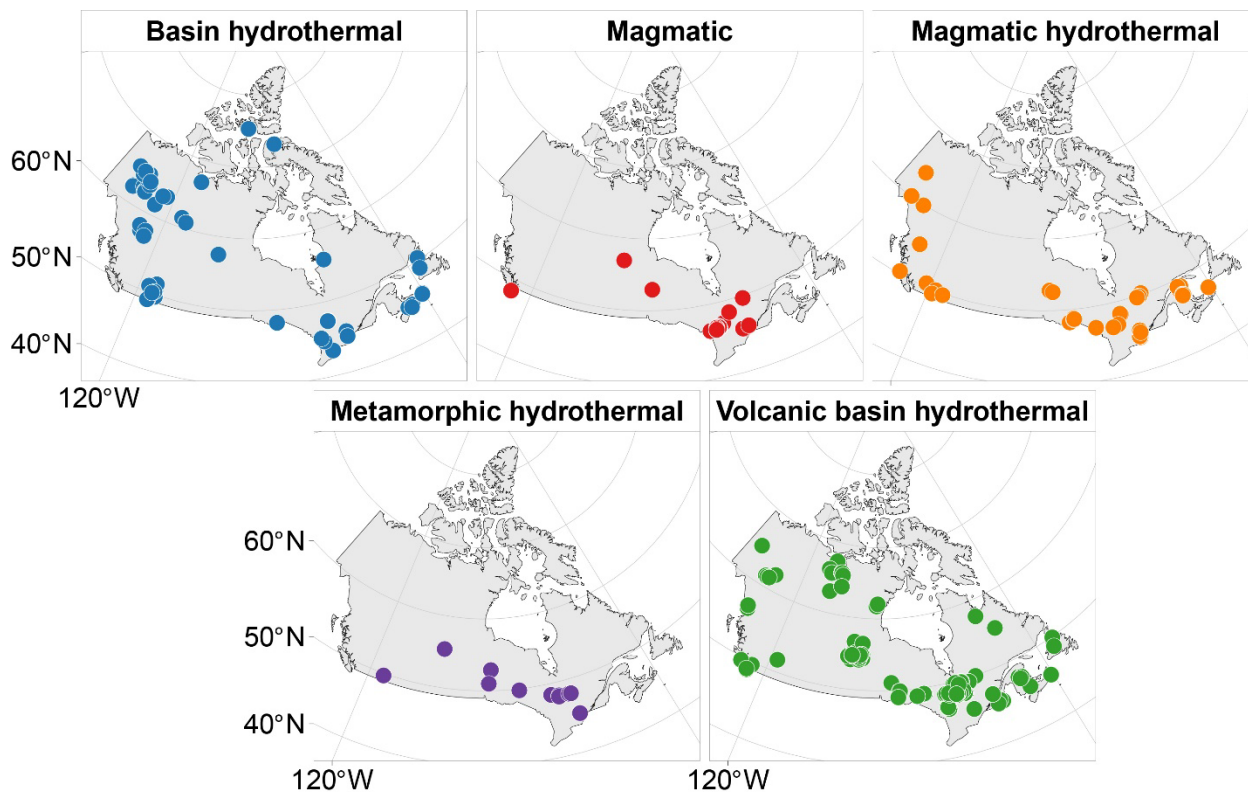 Basin hydrothermal
Magmatic
Magmatic hydrothermal
60°N
50°N
40°N
120°W
Metamorphic hydrothermal
Volcanic basin hydrothermal
60°N
50°N
40°N
120°W
120°W